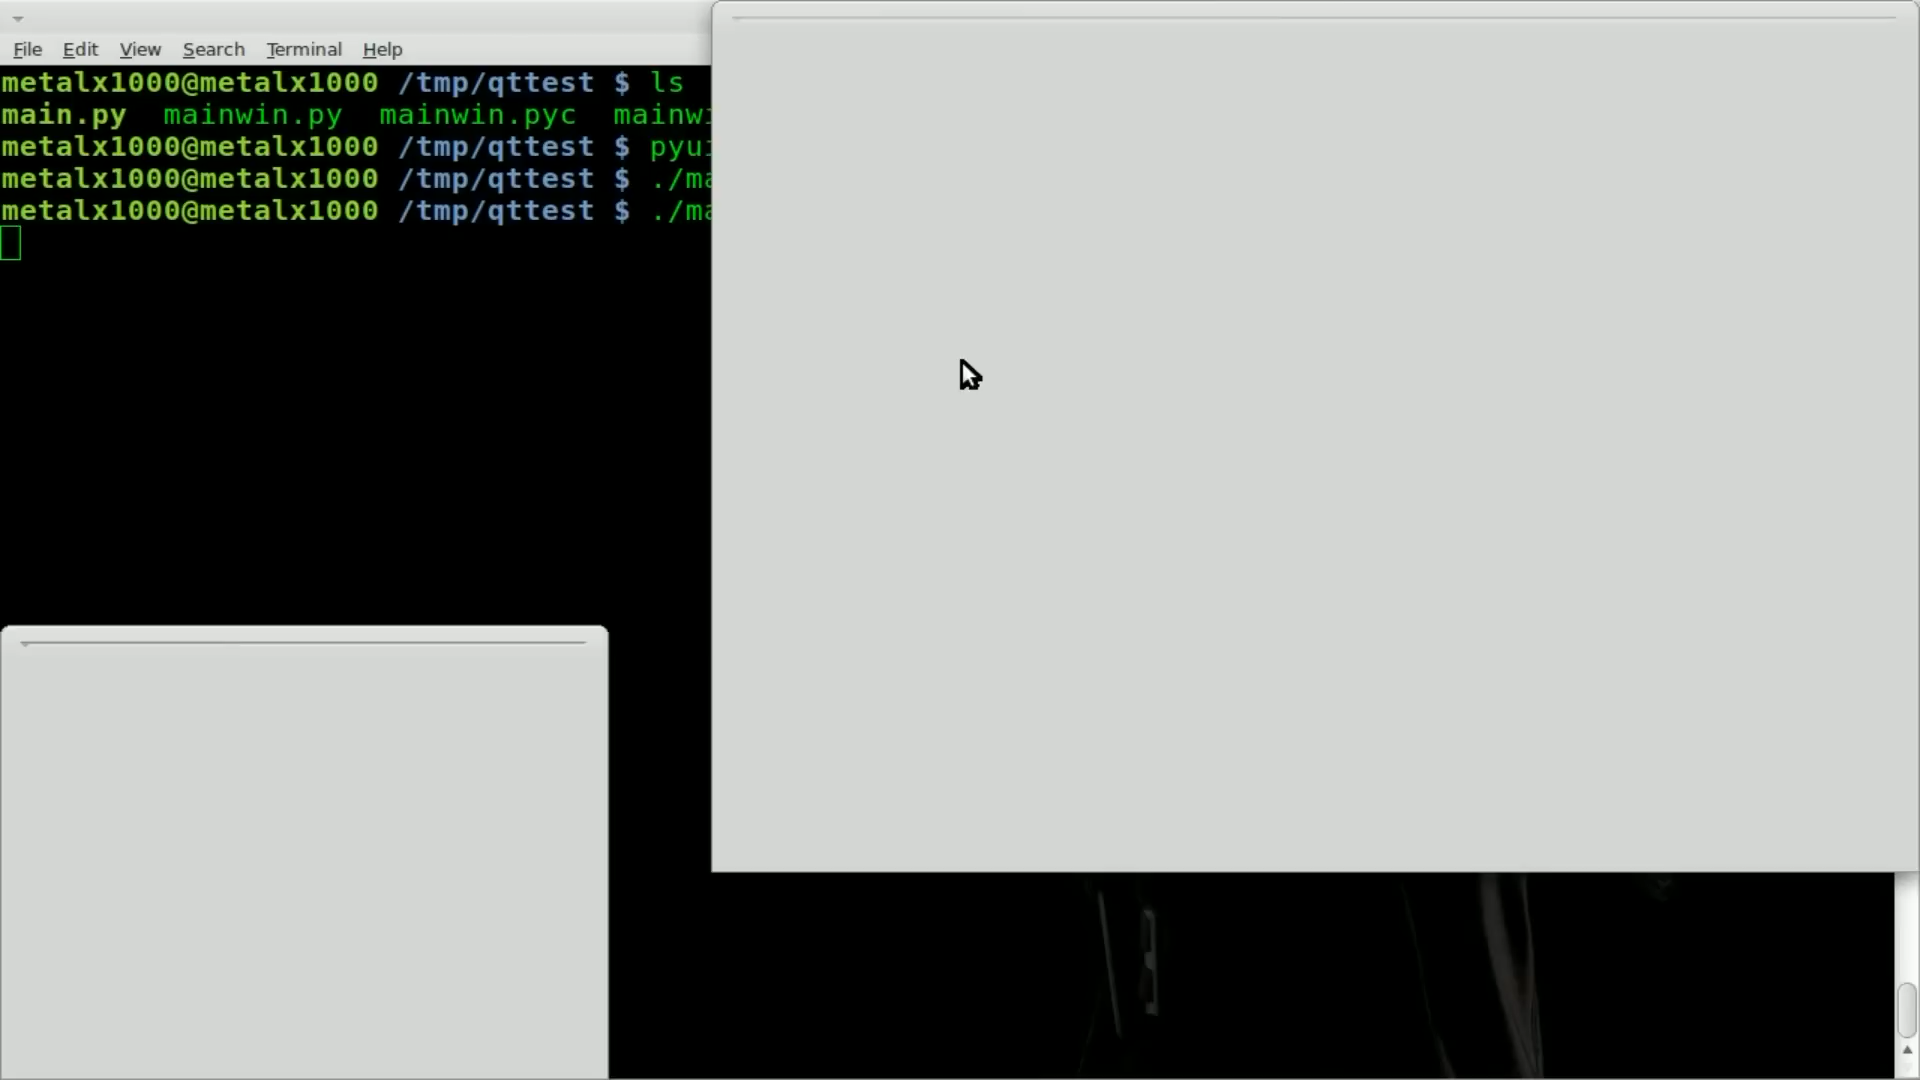 File Edit View Search Terminal Help
metalx1000@metalx1000 /tmp/qttest $ ls
main.py mainwin.py mainwin.pyc mainwi
metalx1000@metalx1000 /tmp/qttest $ pyui
metalx1000@metalx1000 /tmp/qttest $ ./ma
metalx1000@metalx1000 /tmp/qttest $ ./ma